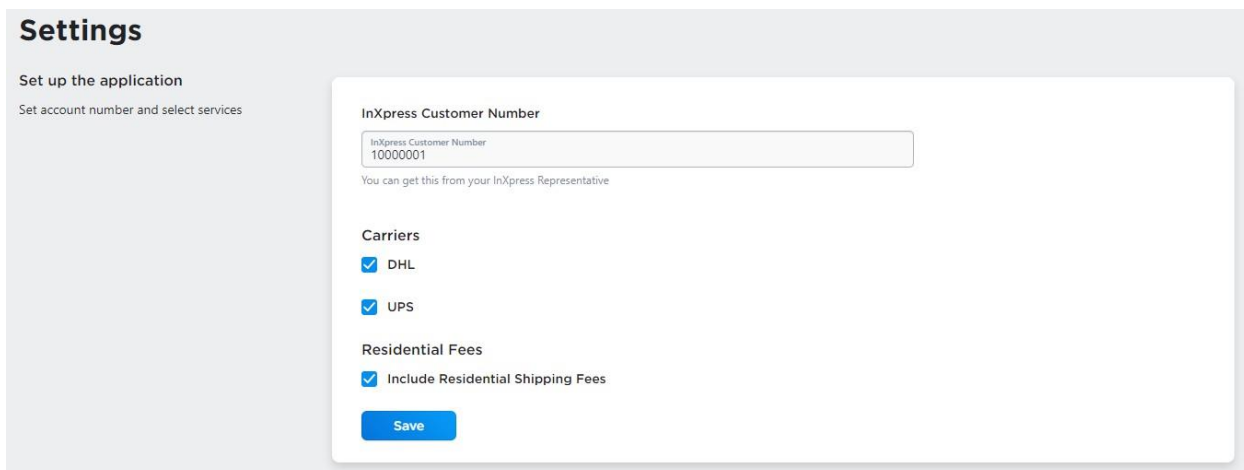 Settings
Set up the application
Set account number and select services
InXpress Customer Number
InXpress Customer Number
10000001
You can get this from your InXpress Representative
Carriers
DHL
UPS
Residential Fees
Include Residential Shipping Fees
Save